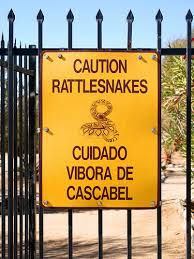 CAUTION
RATTLESNAKES
CUIDADO
VIBORA DE
CASCABEL